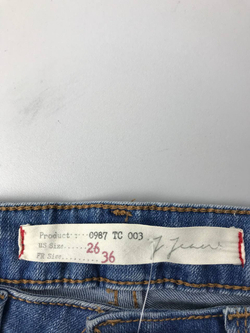 Product:.... 0987 TC 003
US Size...... 26
FR Size........ 36